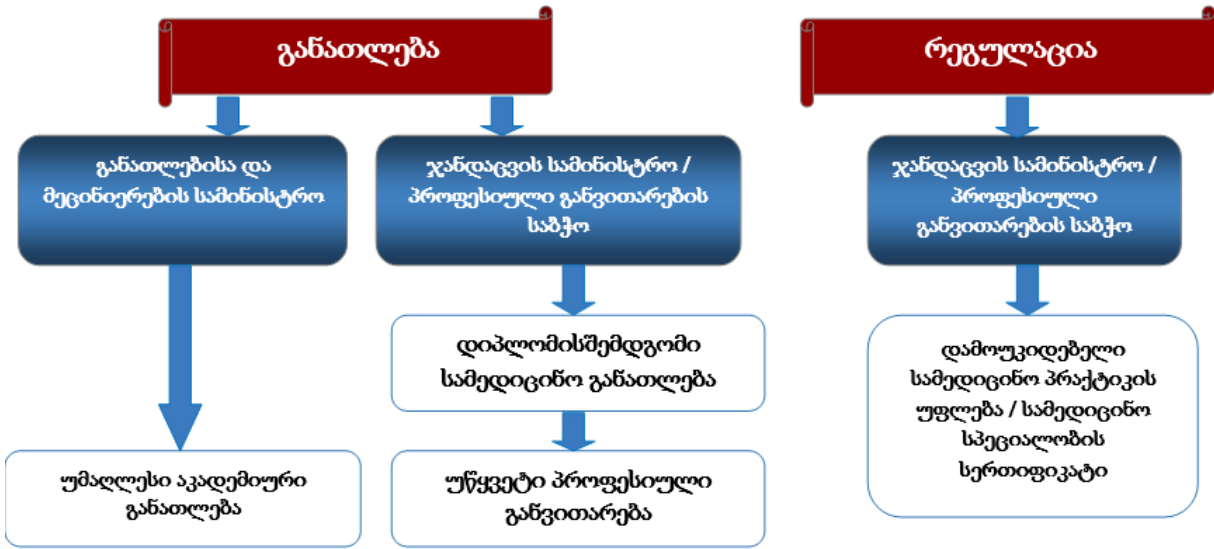 განათლება
რეგულაცია
განათლებისა და
მეცინიერების სამინისტრო
ჯანდაცვის სამინისტრო /
პროფესიული განვითარების
საბჭო
ჯანდაცვის სამინისტრო /
პროფესიული
განვითარების საბჭო
დიპლომისშემდგომი
სამედიცინო განათლება
დამოუკიდებელი
სამედიცინო პრაქტიკის
უფლება / სამედიცინო
სპეციალობის
სერთიფიკატი
უმაღლესი აკადემიური
განათლება
უწყვეტი პროფესიული
განვითარება